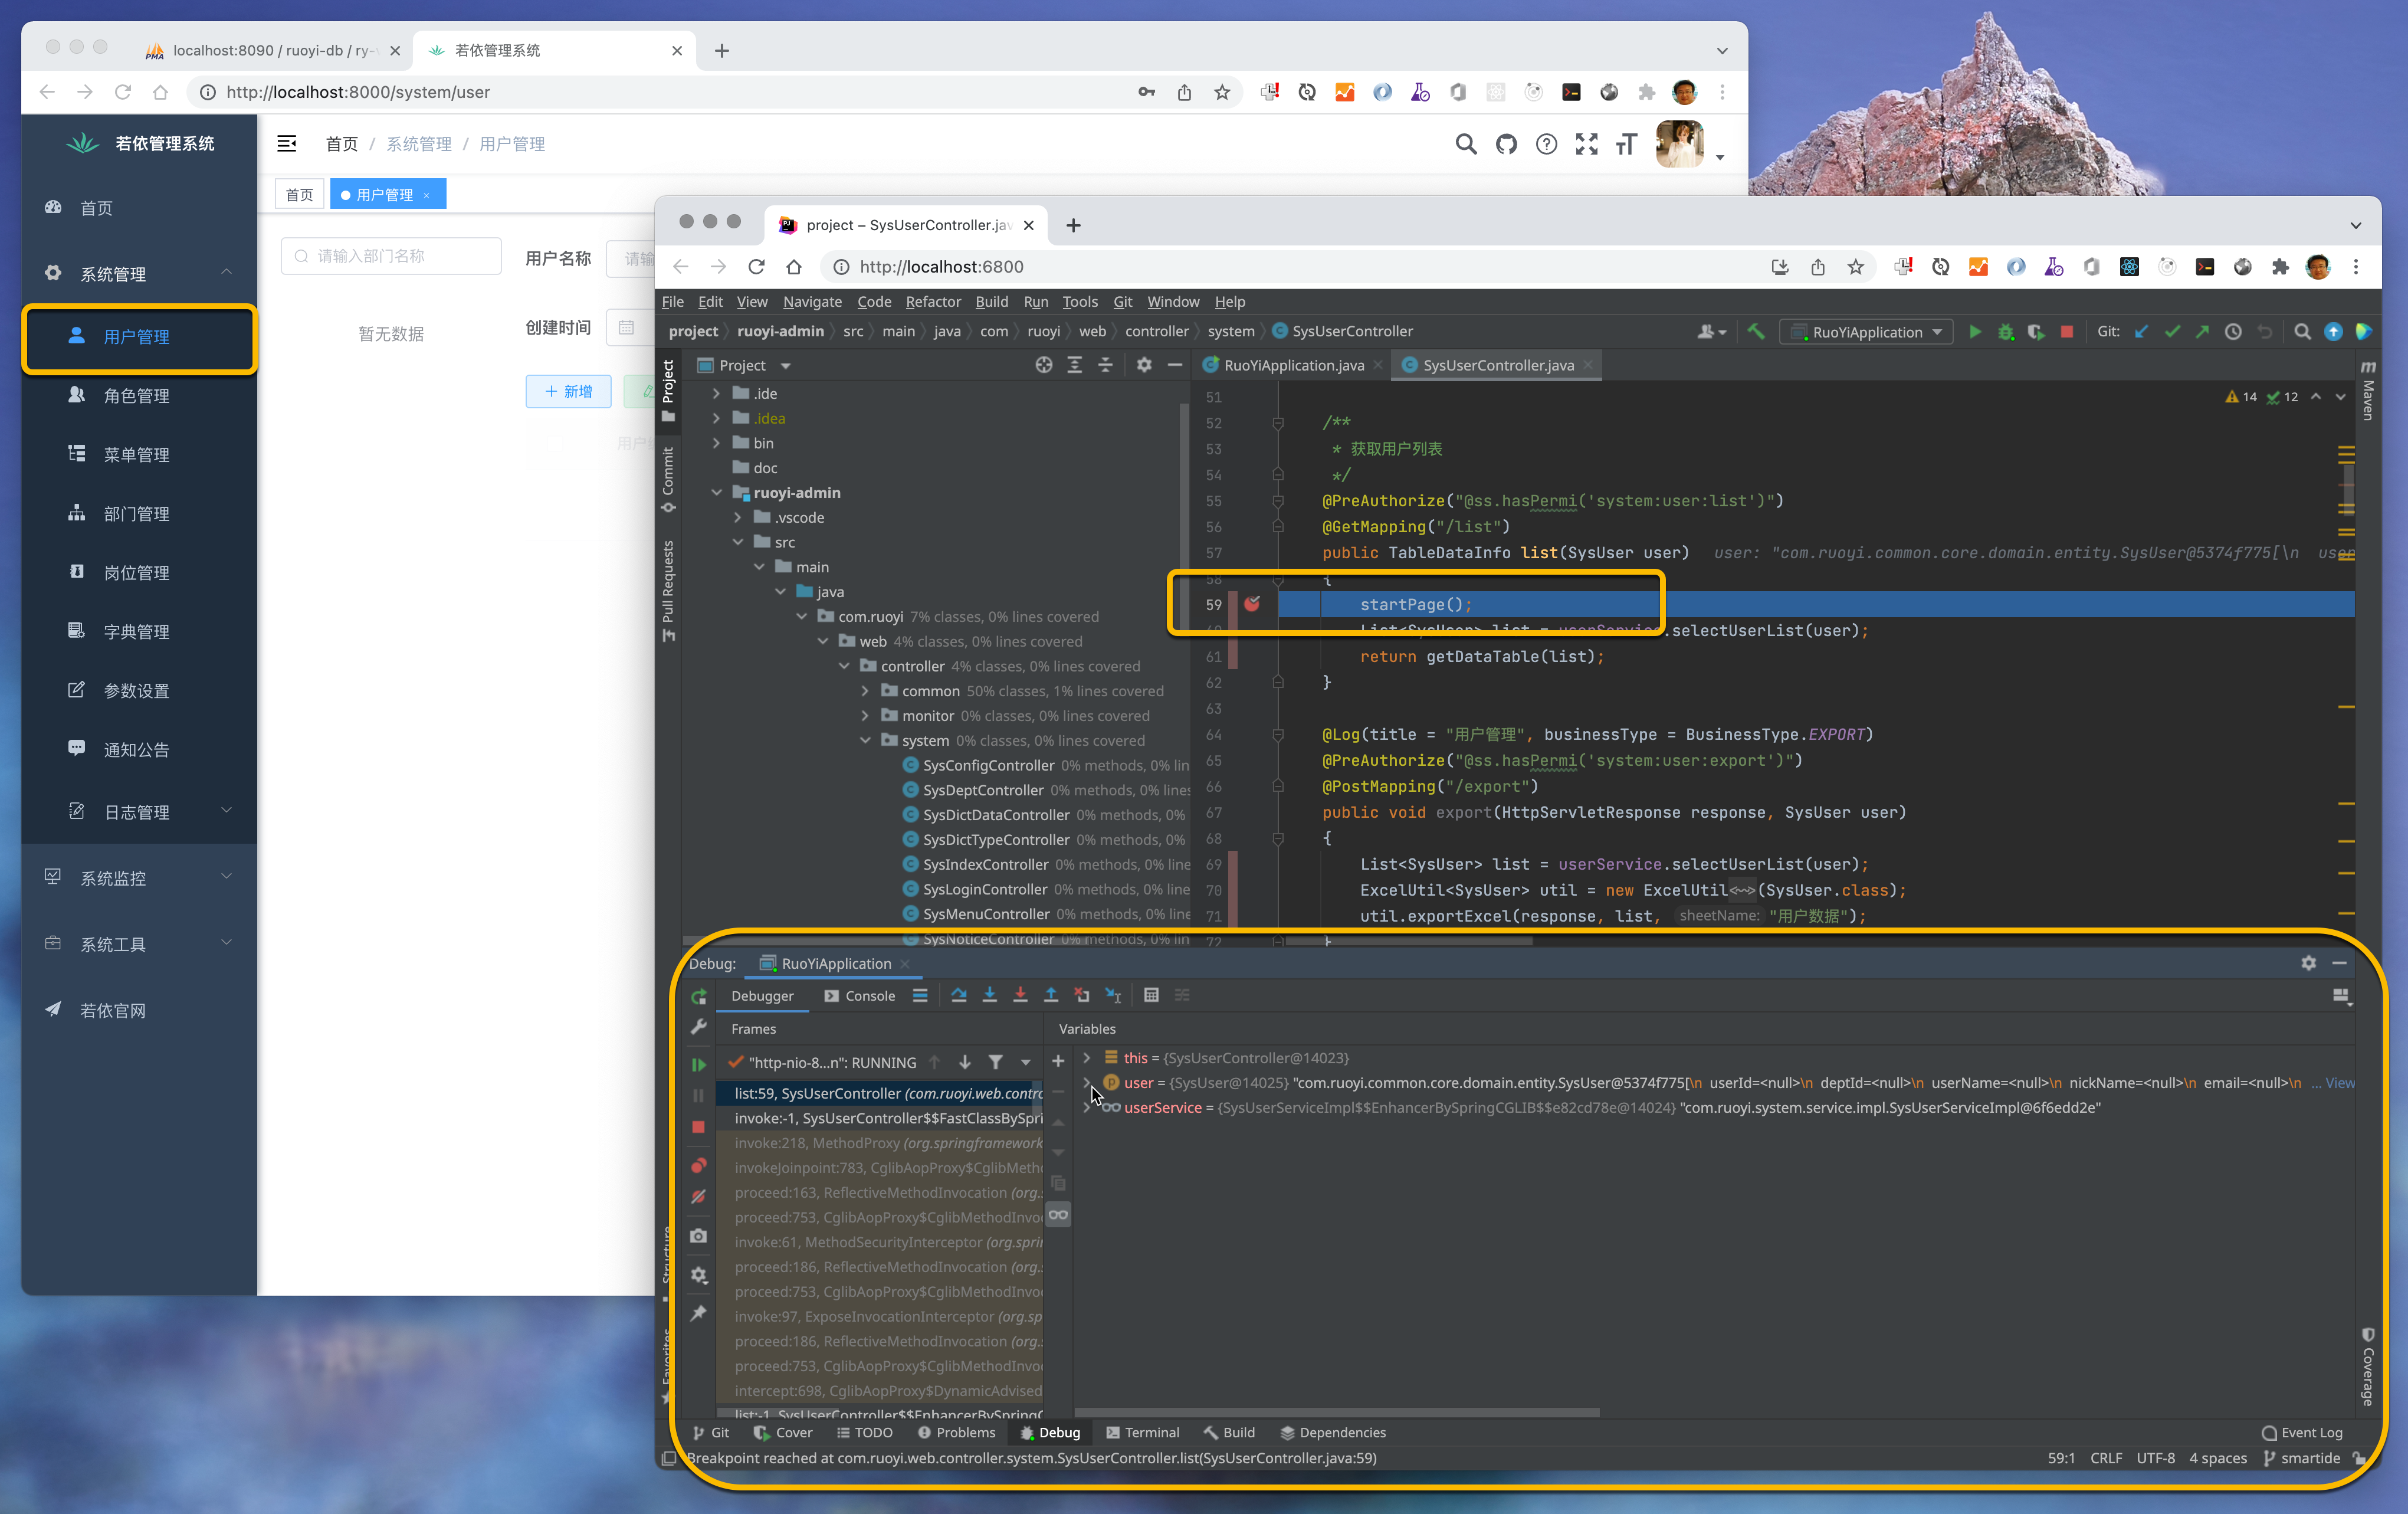 localhost:8090 / ruoyi-db / ry-
若依管理系统
http://localhost:8000/system/user
若依管理系统
首页 / 系统管理 / 用户管理
首页
用户管理
首页
系统管理
用户管理
角色管理
菜单管理
部门管理
岗位管理
字典管理
参数设置
通知公告
日志管理
系统监控
系统工具
若依官网
请输入部门名称
暂无数据
用户名称
请输
创建时间
新增
project – SysUserController.jav
http://localhost:6800
File Edit View Navigate Code Refactor Build Run Tools Git Window Help
project ruoyi-admin src main java com ruoyi web controller system SysUserController
RuoYiApplication
Git:
Project
Commit
Pull Requests
Structure
Favorites
Maven
Coverage
Project
.ide
.idea
bin
doc
ruoyi-admin
.vscode
src
main
java
com.ruoyi 7% classes, 0% lines covered
web 4% classes, 0% lines covered
controller 4% classes, 0% lines covered
common 50% classes, 1% lines covered
monitor 0% classes, 0% lines covered
system 0% classes, 0% lines covered
SysConfigController 0% methods, 0% lin
SysDeptController 0% methods, 0% lines
SysDictDataController 0% methods, 0%
SysDictTypeController 0% methods, 0%
SysIndexController 0% methods, 0% line
SysLoginController 0% methods, 0% line
SysMenuController 0% methods, 0% line
SysNoticeController 0% methods, 0% lin
RuoYiApplication.java
SysUserController.java
14 12
51
52 /**
53 * 获取用户列表
54 */
55 @PreAuthorize("@ss.hasPermi('system:user:list')")
56 @GetMapping("/list")
57 public TableDataInfo list(SysUser user) user: "com.ruoyi.common.core.domain.entity.SysUser@5374f775[\n user
58 {
59 startPage();
60 List<SysUser> list = userService.selectUserList(user);
61 return getDataTable(list);
62 }
63
64 @Log(title = "用户管理", businessType = BusinessType.EXPORT)
65 @PreAuthorize("@ss.hasPermi('system:user:export')")
66 @PostMapping("/export")
67 public void export(HttpServletResponse response, SysUser user)
68 {
69 List<SysUser> list = userService.selectUserList(user);
70 ExcelUtil<SysUser> util = new ExcelUtil<~>(SysUser.class);
71 util.exportExcel(response, list, sheetName: "用户数据");
72 }
Debug: RuoYiApplication
Debugger Console
Frames
Variables
"http-nio-8...n": RUNNING
list:59, SysUserController (com.ruoyi.web.contro
invoke:-1, SysUserController$$FastClassBySpri
invoke:218, MethodProxy (org.springframework
invokeJoinpoint:783, CglibAopProxy$CglibMetho
proceed:163, ReflectiveMethodInvocation (org.s
proceed:753, CglibAopProxy$CglibMethodInvoc
invoke:61, MethodSecurityInterceptor (org.sprin
proceed:186, ReflectiveMethodInvocation (org.s
proceed:753, CglibAopProxy$CglibMethodInvoc
invoke:97, ExposeInvocationInterceptor (org.sp
proceed:186, ReflectiveMethodInvocation (org.s
proceed:753, CglibAopProxy$CglibMethodInvoc
intercept:698, CglibAopProxy$DynamicAdvised
list:-1, SysUserController$$EnhancerBySpringC
this = {SysUserController@14023}
user = {SysUser@14025} "com.ruoyi.common.core.domain.entity.SysUser@5374f775[\n userId=<null>\n deptId=<null>\n userName=<null>\n nickName=<null>\n email=<null>\n ... View
userService = {SysUserServiceImpl$$EnhancerBySpringCGLIB$$e82cd78e@14024} "com.ruoyi.system.service.impl.SysUserServiceImpl@6f6edd2e"
Git Cover TODO Problems Debug Terminal Build Dependencies Event Log
Breakpoint reached at com.ruoyi.web.controller.system.SysUserController.list(SysUserController.java:59)
59:1 CRLF UTF-8 4 spaces smartide